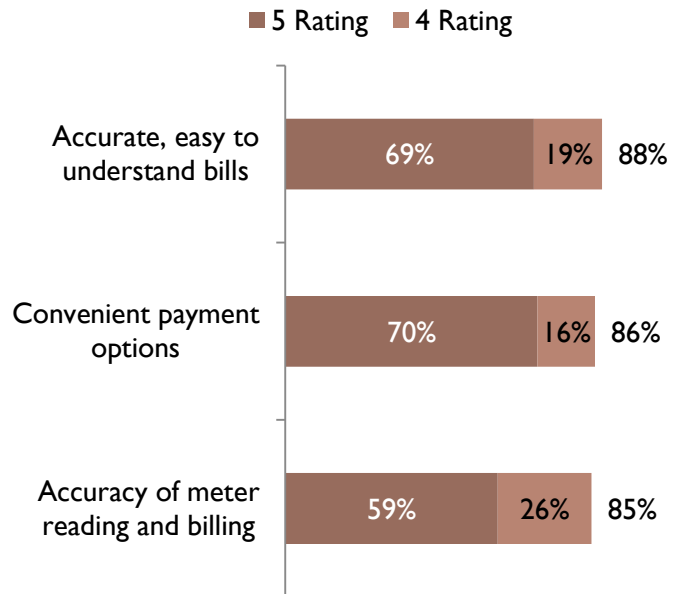 5 Rating 4 Rating
Accurate, easy to
understand bills
69% 19% 88%
Convenient payment
options
70% 16% 86%
Accuracy of meter
reading and billing
59% 26% 85%